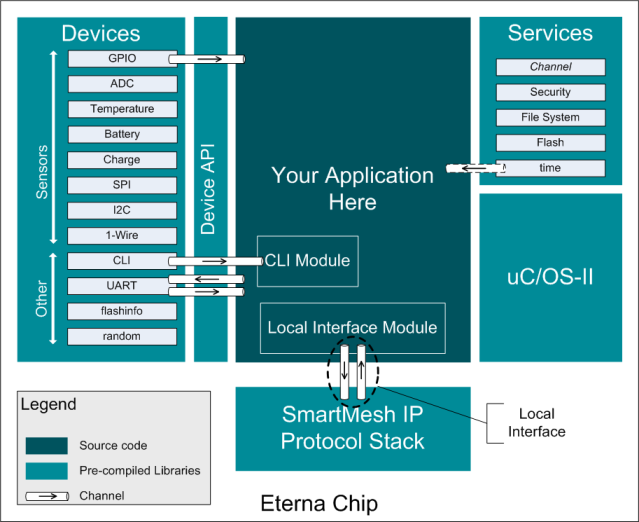 Devices
GPIO
ADC
Temperature
Battery
Charge
SPI
I2C
1-Wire
CLI
UART
flashinfo
random
Sensors
Other
Device API
Your Application
Here
CLI Module
Local Interface Module
Services
Channel
Security
File System
Flash
time
uC/OS-II
SmartMesh IP
Protocol Stack
Local
Interface
Legend
Source code
Pre-compiled Libraries
Channel
Eterna Chip